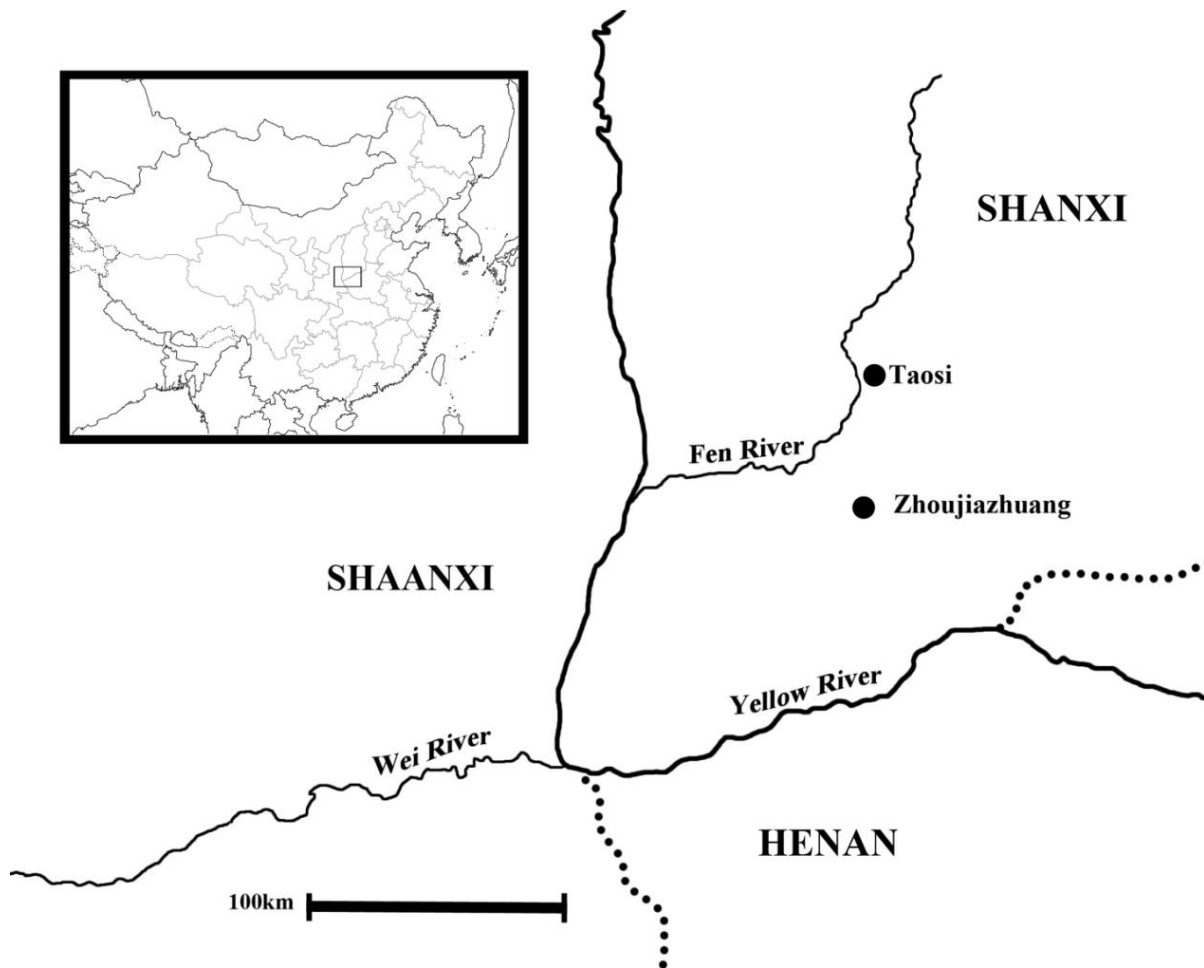 SHANXI
Taosi
Fen River
Zhoujiazhuang
SHAANXI
Yellow River
Wei River
HENAN
100km